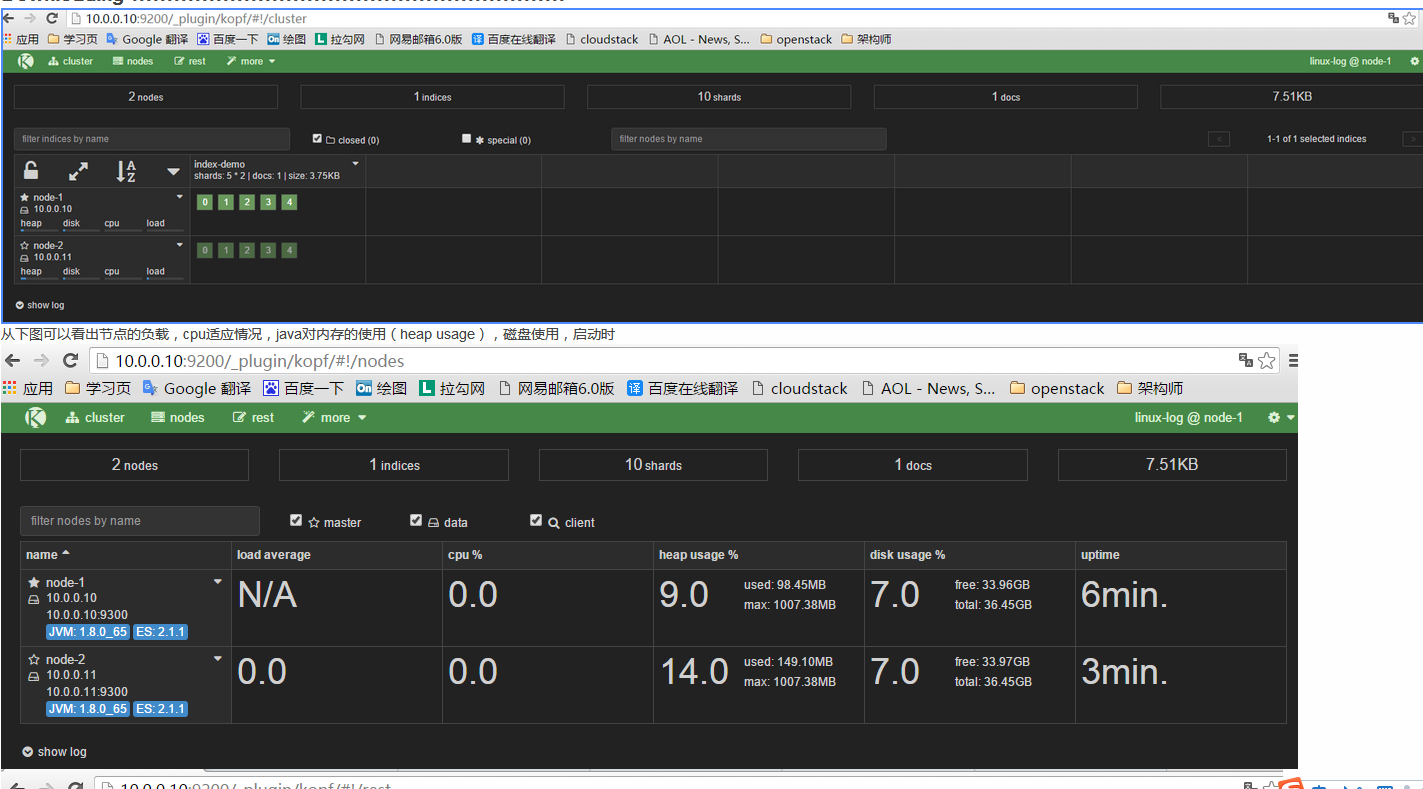 10.0.0.10:9200/_plugin/kopf/#!/cluster
应用 学习页 Google 翻译 百度一下 On 绘图 L 拉勾网 网易邮箱6.0版 译 百度在线翻译 cloudstack AOL - News, S... openstack 架构师
K cluster nodes rest more linux-log @ node-1
2 nodes 1 indices 10 shards 1 docs 7.51KB
filter indices by name closed (0) special (0) filter nodes by name < 1-1 of 1 selected indices >
A Z index-demo
shards: 5 * 2 | docs: 1 | size: 3.75KB
node-1 0 1 2 3 4
10.0.0.10
heap disk cpu load
node-2 0 1 2 3 4
10.0.0.11
heap disk cpu load
show log
从下图可以看出节点的负载，cpu适应情况，java对内存的使用（heap usage），磁盘使用，启动时
10.0.0.10:9200/_plugin/kopf/#!/nodes
应用 学习页 Google 翻译 百度一下 On 绘图 L 拉勾网 网易邮箱6.0版 译 百度在线翻译 cloudstack AOL - News, S... openstack 架构师
K cluster nodes rest more linux-log @ node-1
2 nodes 1 indices 10 shards 1 docs 7.51KB
filter nodes by name master data client
name load average cpu % heap usage % disk usage % uptime
node-1 N/A 0.0 9.0 used: 98.45MB 7.0 free: 33.96GB 6min.
10.0.0.10 max: 1007.38MB total: 36.45GB
10.0.0.10:9300
JVM: 1.8.0_65 ES: 2.1.1
node-2 0.0 0.0 14.0 used: 149.10MB 7.0 free: 33.97GB 3min.
10.0.0.11 max: 1007.38MB total: 36.45GB
10.0.0.11:9300
JVM: 1.8.0_65 ES: 2.1.1
show log
10.0.0.10:9200/_plugin/kopf/#!/rest